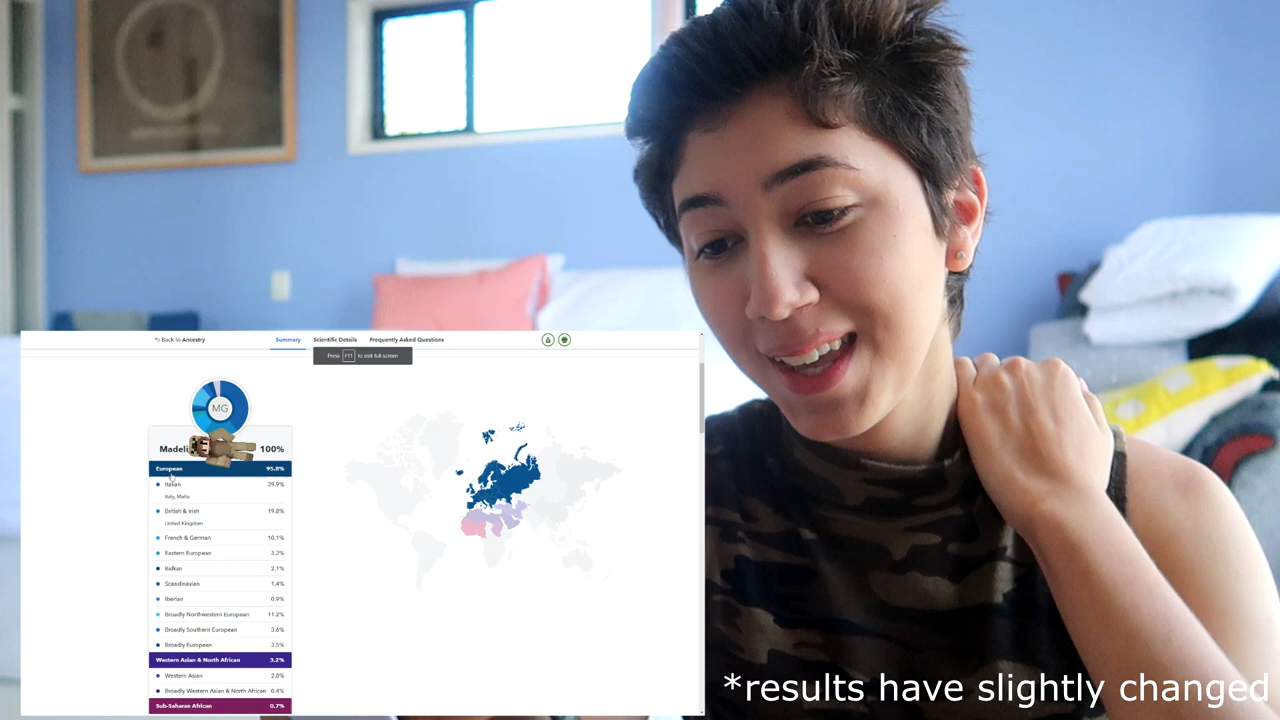 Back to Ancestry
Summary
Scientific Details
Frequently Asked Questions
Press F11 to exit full screen
MG
Madeli 100%
European 95.8%
Italian 39.9%
Italy, Malta
British & Irish 19.8%
United Kingdom
French & German 10.1%
Eastern European 3.2%
Balkan 2.1%
Scandinavian 1.4%
Iberian 0.9%
Broadly Northwestern European 11.2%
Broadly Southern European 3.6%
Broadly European 3.5%
Western Asian & North African 3.2%
Western Asian 2.8%
Broadly Western Asian & North African 0.4%
Sub-Saharan African 0.7%
*results have slightly changed